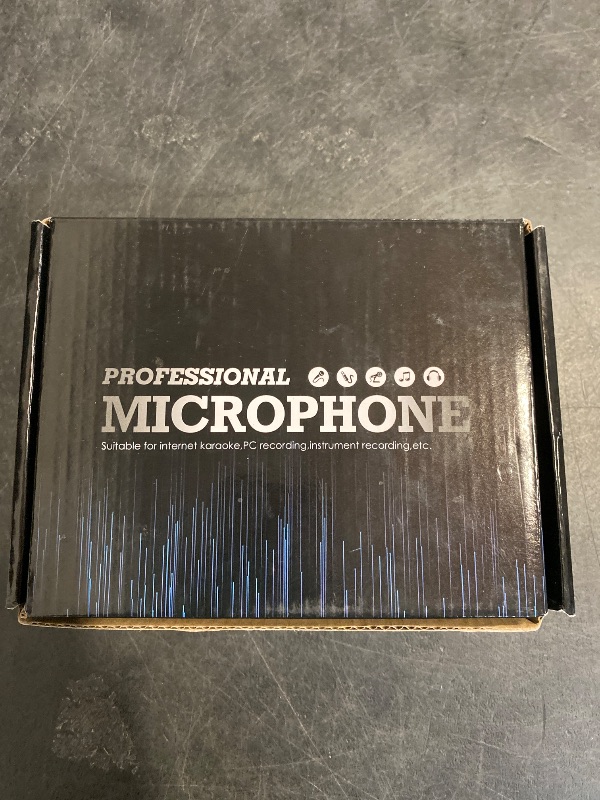 PROFESSIONAL
MICROPHONE
Suitable for internet karaoke,PC recording,instrument recording,etc.